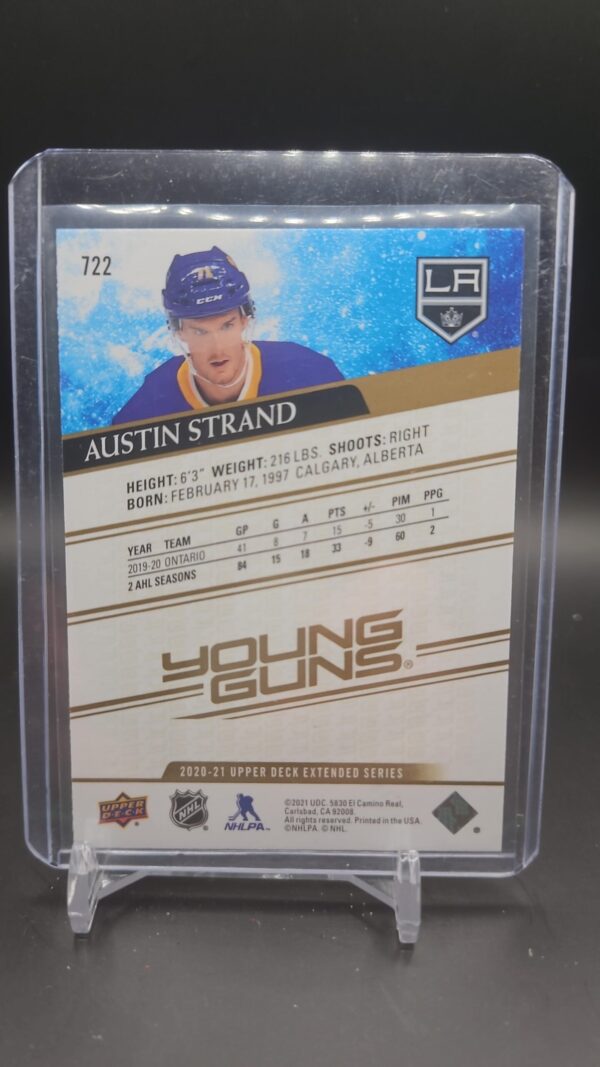 722
71
CCM
LA
AUSTIN STRAND
HEIGHT: 6'3" WEIGHT: 216 LBS. SHOOTS: RIGHT
BORN: FEBRUARY 17, 1997 CALGARY, ALBERTA
YEAR TEAM GP G A PTS +/- PIM PPG
2019-20 ONTARIO 41 8 7 15 -5 30 1
2 AHL SEASONS 84 15 18 33 -9 60 2
YOUNG
GUNS®
2020-21 UPPER DECK EXTENDED SERIES
UPPER
DECK
NHL
NHLPA™
©2021 UDC. 5830 El Camino Real,
Carlsbad, CA 92008.
All rights reserved. Printed in the USA.
©NHLPA. © NHL.